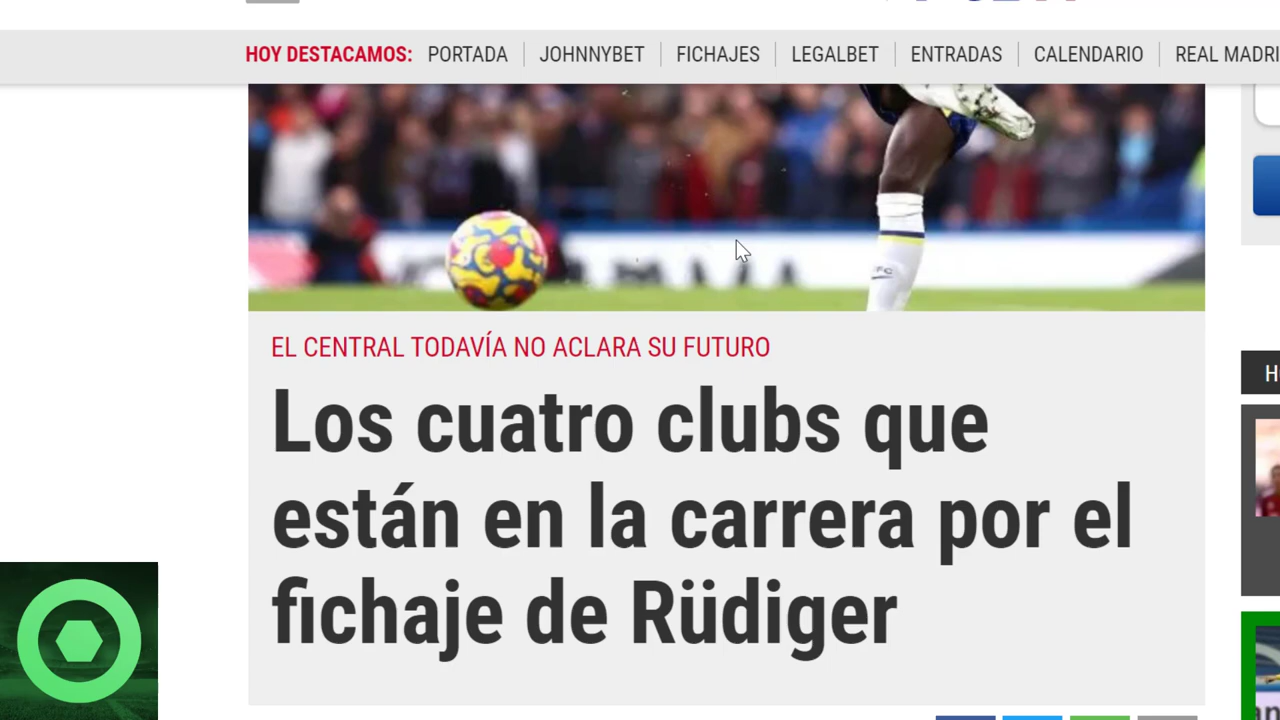 HOY DESTACAMOS: PORTADA JOHNNYBET FICHAJES LEGALBET ENTRADAS CALENDARIO REAL MADRI
EL CENTRAL TODAVÍA NO ACLARA SU FUTURO
Los cuatro clubs que
están en la carrera por el
fichaje de Rüdiger